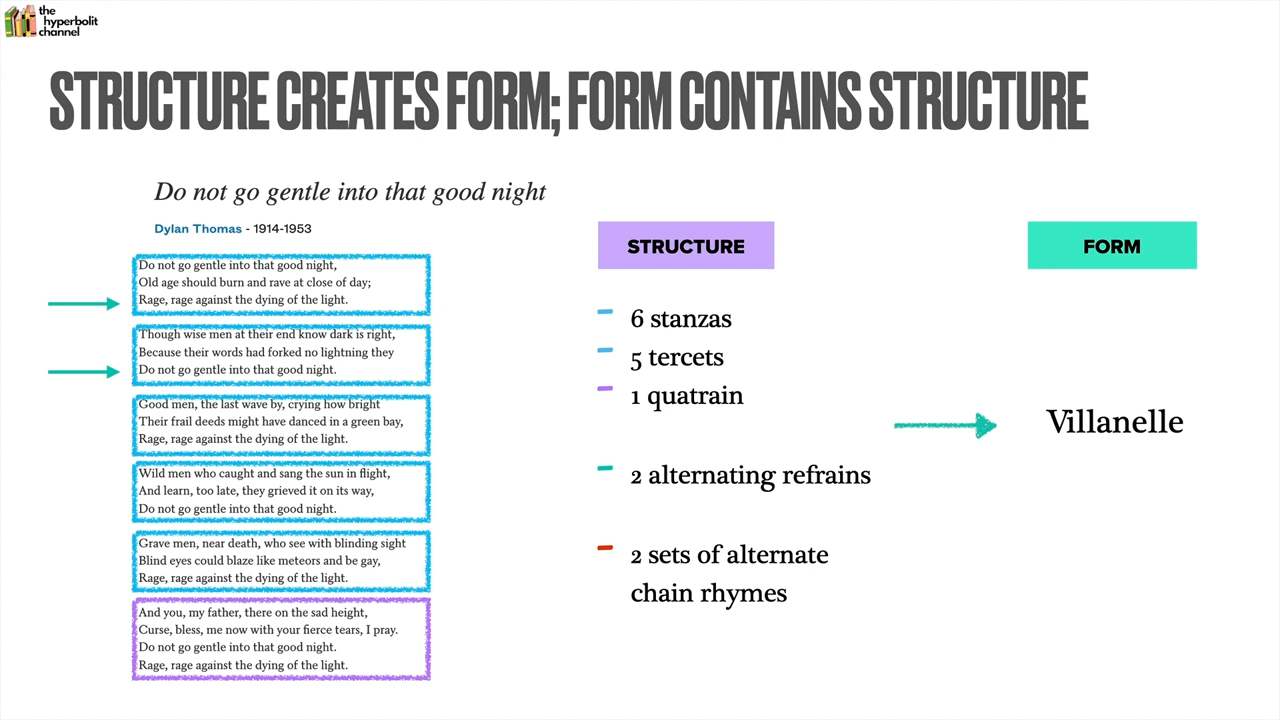 the
hyperbolit
channel
STRUCTURE CREATES FORM; FORM CONTAINS STRUCTURE
Do not go gentle into that good night
Dylan Thomas - 1914-1953
Do not go gentle into that good night,
Old age should burn and rave at close of day;
Rage, rage against the dying of the light.
Though wise men at their end know dark is right,
Because their words had forked no lightning they
Do not go gentle into that good night.
Good men, the last wave by, crying how bright
Their frail deeds might have danced in a green bay,
Rage, rage against the dying of the light.
Wild men who caught and sang the sun in flight,
And learn, too late, they grieved it on its way,
Do not go gentle into that good night.
Grave men, near death, who see with blinding sight
Blind eyes could blaze like meteors and be gay,
Rage, rage against the dying of the light.
And you, my father, there on the sad height,
Curse, bless, me now with your fierce tears, I pray.
Do not go gentle into that good night.
Rage, rage against the dying of the light.
STRUCTURE
6 stanzas
5 tercets
1 quatrain
2 alternating refrains
2 sets of alternate
chain rhymes
FORM
Villanelle